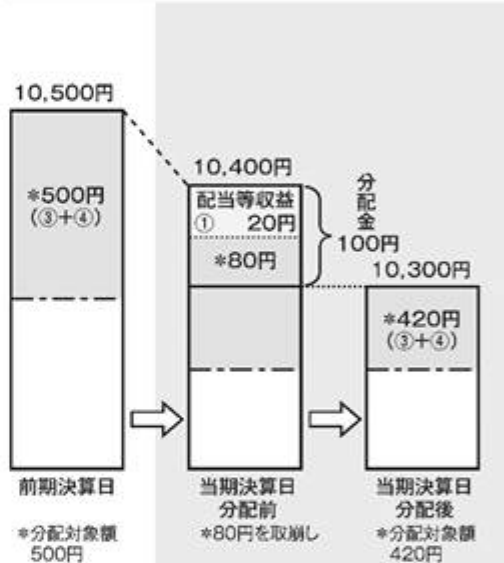 10,500円
*500円
(③+④)
前期決算日
*分配対象額
500円
10,400円
配当等収益
① 20円
*80円
分配金
100円
当期決算日
分配前
*80円を取崩し
10,300円
*420円
(③+④)
当期決算日
分配後
*分配対象額
420円